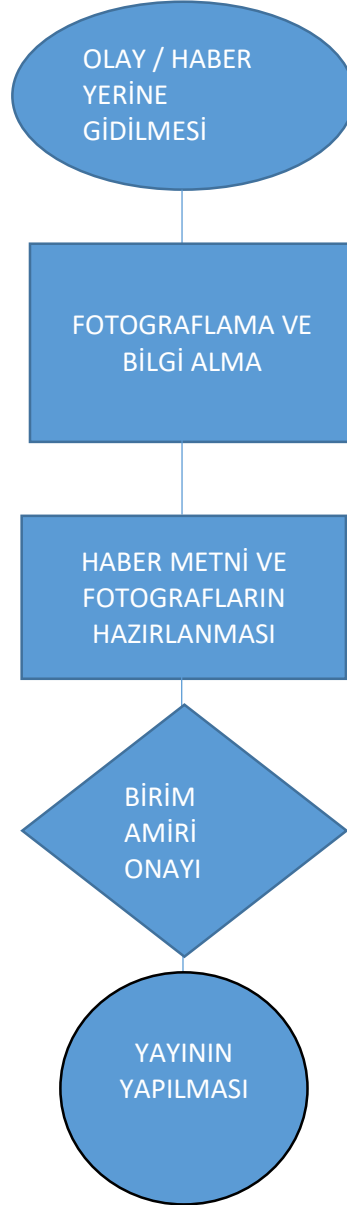 OLAY / HABER
YERİNE
GİDİLMESİ
FOTOGRAFLAMA VE
BİLGİ ALMA
HABER METNİ VE
FOTOGRAFLARIN
HAZIRLANMASI
BİRİM
AMİRİ
ONAYI
YAYININ
YAPILMASI